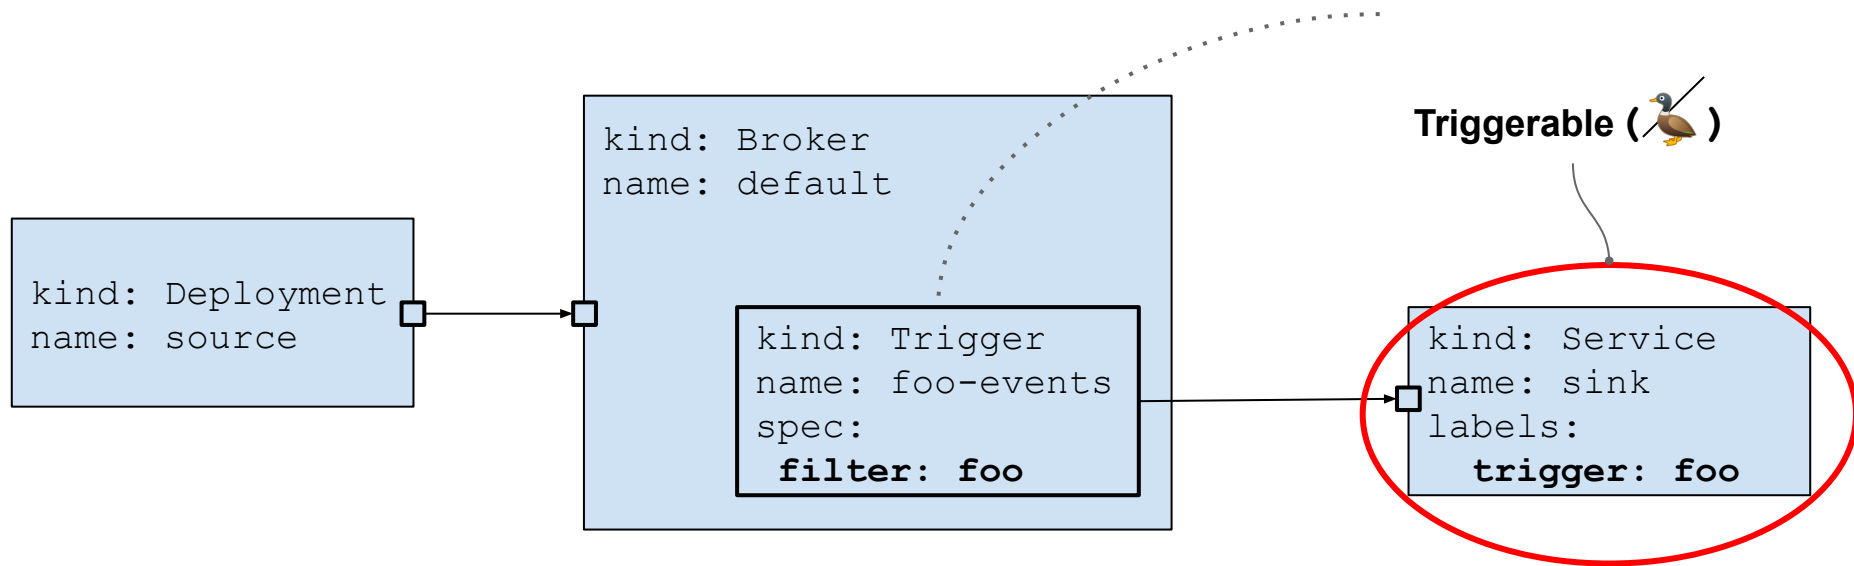 kind: Deployment
name: source
kind: Broker
name: default
kind: Trigger
name: foo-events
spec:
filter: foo
Triggerable (🦆)
kind: Service
name: sink
labels:
trigger: foo